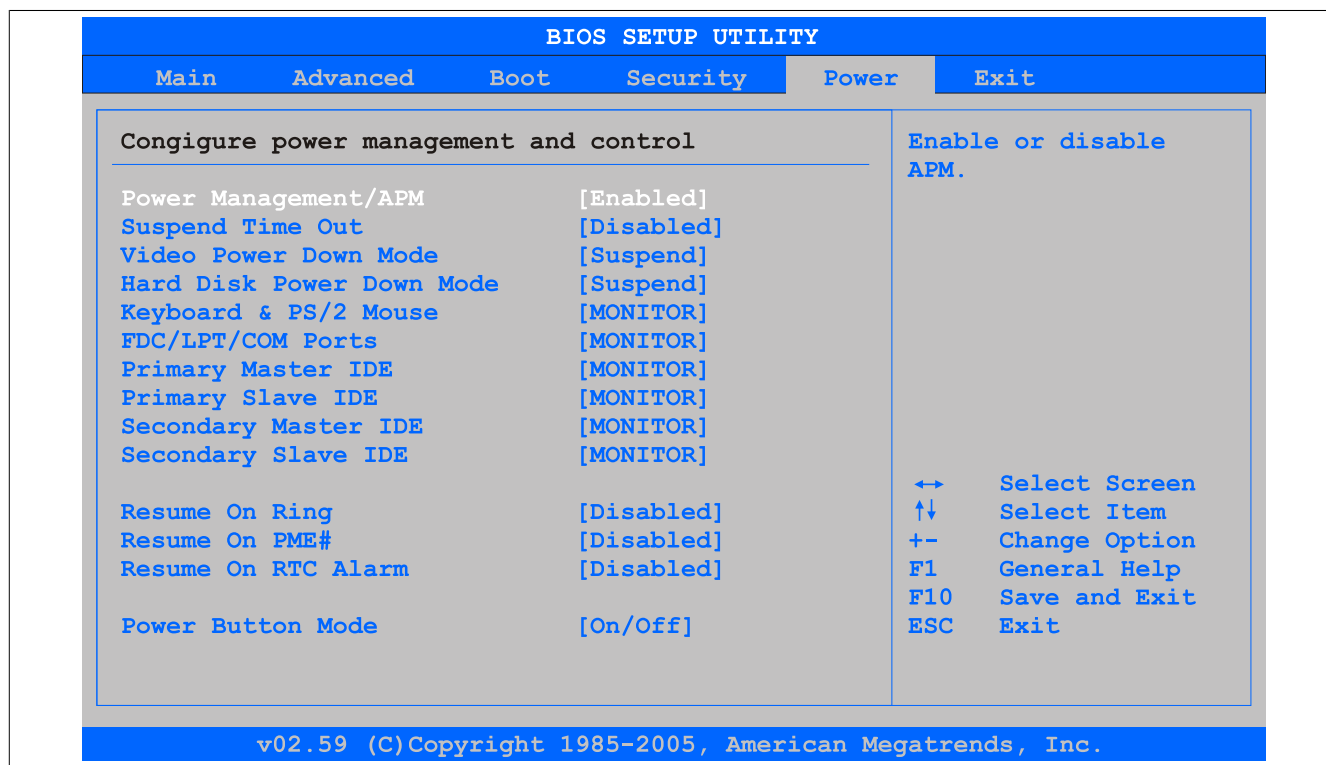 BIOS SETUP UTILITY
Main Advanced Boot Security Power Exit
Congigure power management and control
Power Management/APM [Enabled]
Suspend Time Out [Disabled]
Video Power Down Mode [Suspend]
Hard Disk Power Down Mode [Suspend]
Keyboard & PS/2 Mouse [MONITOR]
FDC/LPT/COM Ports [MONITOR]
Primary Master IDE [MONITOR]
Primary Slave IDE [MONITOR]
Secondary Master IDE [MONITOR]
Secondary Slave IDE [MONITOR]
Resume On Ring [Disabled]
Resume On PME# [Disabled]
Resume On RTC Alarm [Disabled]
Power Button Mode [On/Off]
Enable or disable
APM.
↔ Select Screen
↑↓ Select Item
+- Change Option
F1 General Help
F10 Save and Exit
ESC Exit
v02.59 (C)Copyright 1985-2005, American Megatrends, Inc.